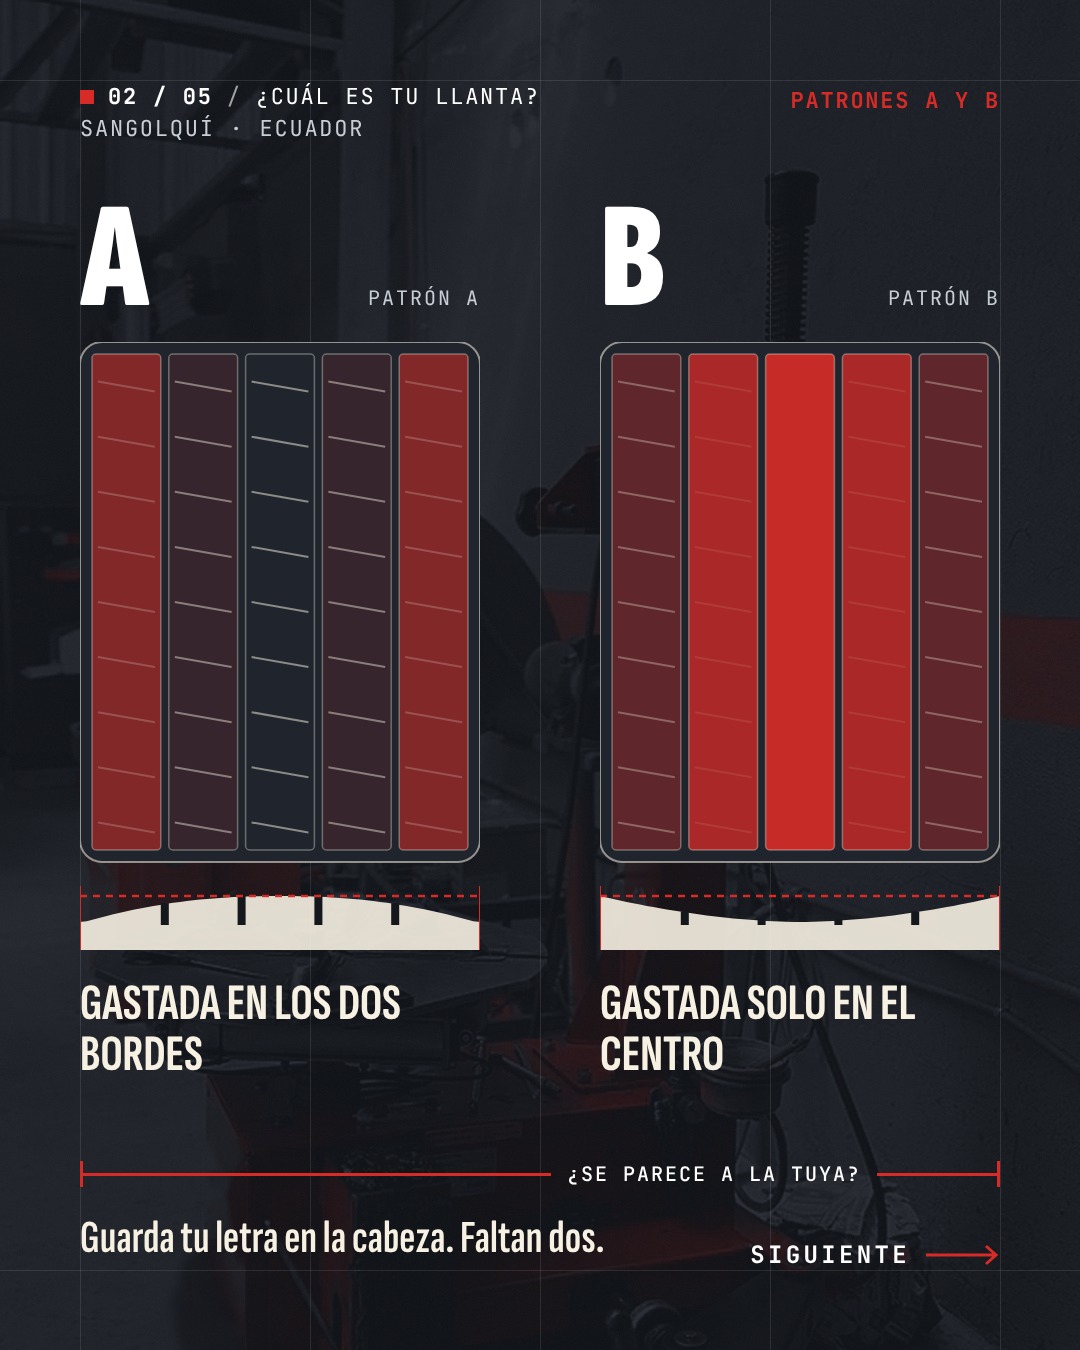 02 / 05 / ¿CUÁL ES TU LLANTA?
SANGOLQUÍ · ECUADOR
PATRONES A Y B
A
PATRÓN A
B
PATRÓN B
GASTADA EN LOS DOS
BORDES
GASTADA SOLO EN EL
CENTRO
¿SE PARECE A LA TUYA?
Guarda tu letra en la cabeza. Faltan dos.
SIGUIENTE